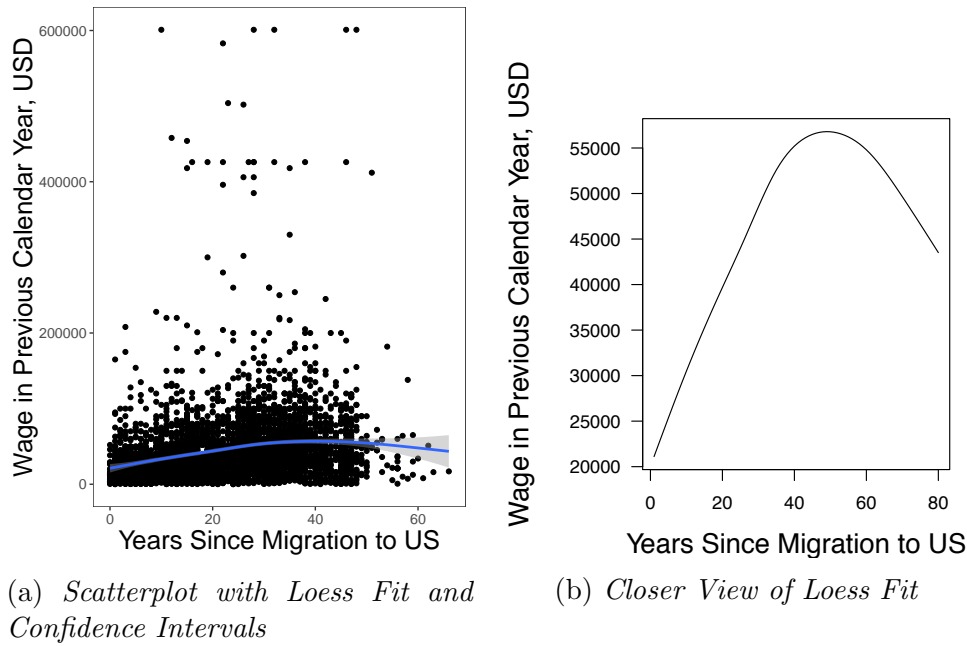 Wage in Previous Calendar Year, USD
600000
400000
200000
0
0 20 40 60
Years Since Migration to US
(a) Scatterplot with Loess Fit and
Confidence Intervals
Wage in Previous Calendar Year, USD
55000
50000
45000
40000
35000
30000
25000
20000
0 20 40 60 80
Years Since Migration to US
(b) Closer View of Loess Fit